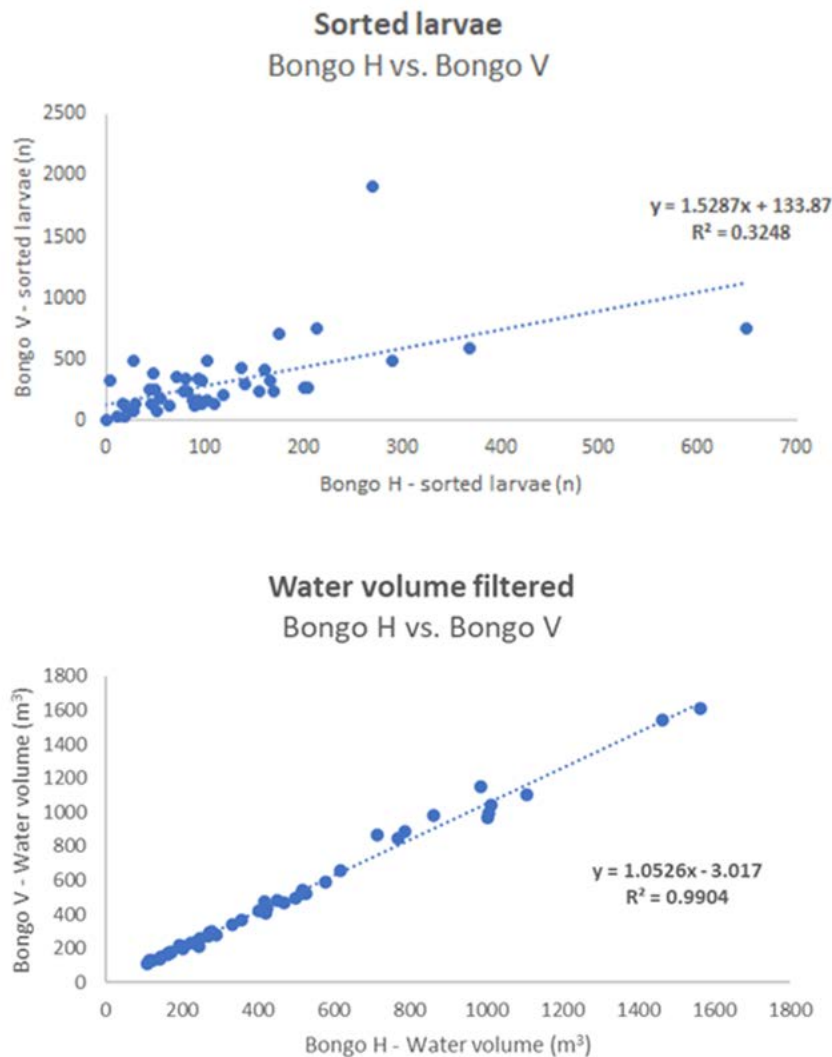 Sorted larvae
Bongo H vs. Bongo V
2500
2000
1500
1000
500
0
Bongo V - sorted larvae (n)
y = 1.5287x + 133.87
R² = 0.3248
0 100 200 300 400 500 600 700
Bongo H - sorted larvae (n)
Water volume filtered
Bongo H vs. Bongo V
1800
1600
1400
1200
1000
800
600
400
200
0
Bongo V - Water volume (m³)
y = 1.0526x - 3.017
R² = 0.9904
0 200 400 600 800 1000 1200 1400 1600 1800
Bongo H - Water volume (m³)